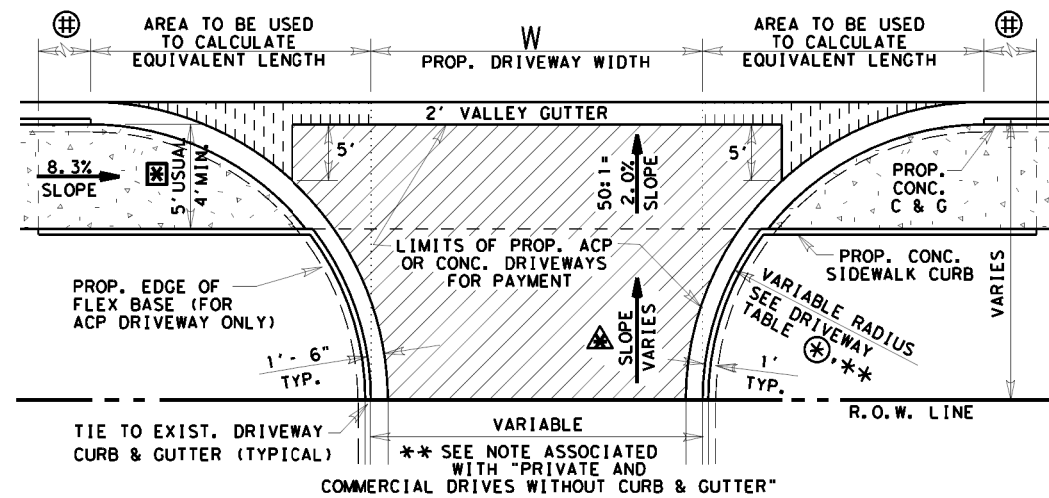 #
AREA TO BE USED
TO CALCULATE
EQUIVALENT LENGTH
W
PROP. DRIVEWAY WIDTH
AREA TO BE USED
TO CALCULATE
EQUIVALENT LENGTH
#
2' VALLEY GUTTER
5'
5'
8.3%
SLOPE
*
5' USUAL
4' MIN.
50:1=
2.0%
SLOPE
PROP.
CONC.
C & G
LIMITS OF PROP. ACP
OR CONC. DRIVEWAYS
FOR PAYMENT
PROP. CONC.
SIDEWALK CURB
PROP. EDGE OF
FLEX BASE (FOR
ACP DRIVEWAY ONLY)
*
SLOPE
VARIES
VARIABLE RADIUS
SEE DRIVEWAY
TABLE *,**
VARIES
1'- 6"
TYP.
1'
TYP.
R.O.W. LINE
TIE TO EXIST. DRIVEWAY
CURB & GUTTER (TYPICAL)
VARIABLE
** SEE NOTE ASSOCIATED
WITH "PRIVATE AND
COMMERCIAL DRIVES WITHOUT CURB & GUTTER"